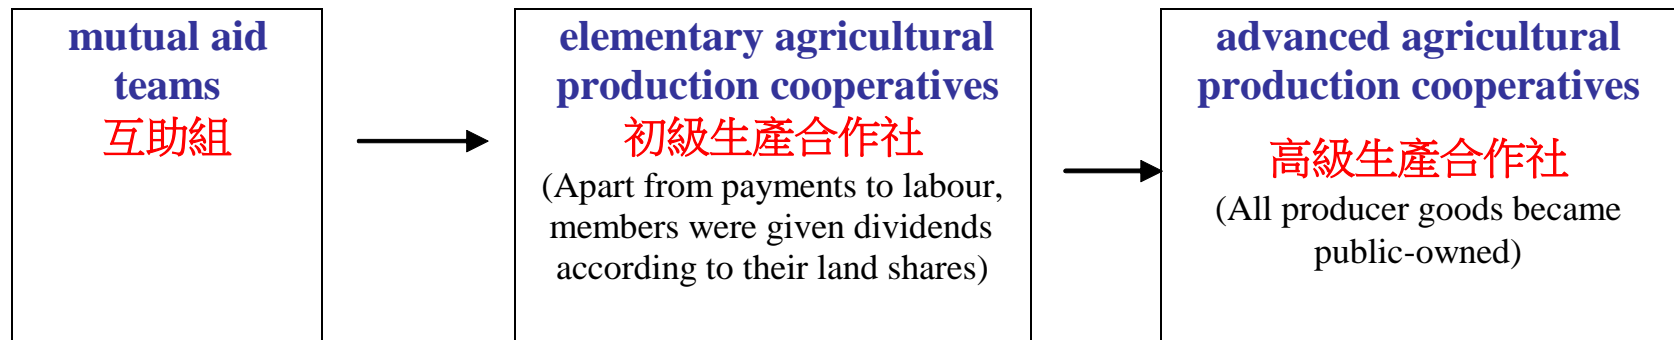 mutual aid
teams
互助組
elementary agricultural
production cooperatives
初級生產合作社
(Apart from payments to labour,
members were given dividends
according to their land shares)
advanced agricultural
production cooperatives
高級生產合作社
(All producer goods became
public-owned)